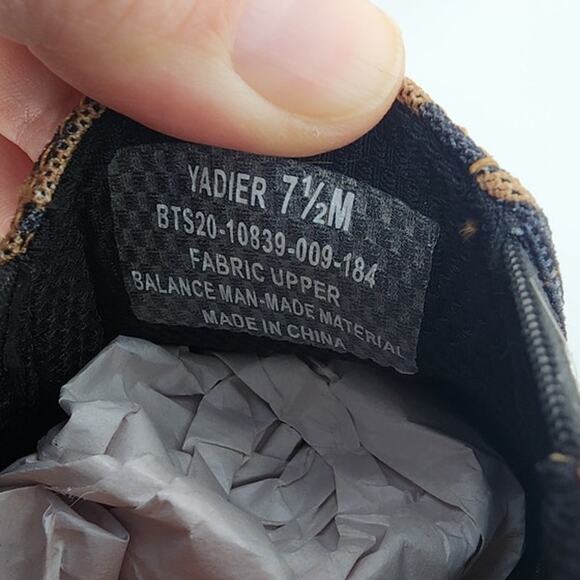 YADIER 7½M
BTS20-10839-009-184
FABRIC UPPER
BALANCE MAN-MADE MATERIAL
MADE IN CHINA